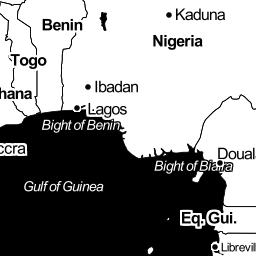 Kaduna
Benin
Nigeria
Togo
Ibadan
hana
Lagos
Bight of Benin
ccra
Douala
Bight of Biafra
Gulf of Guinea
Eq. Gui.
Librevill